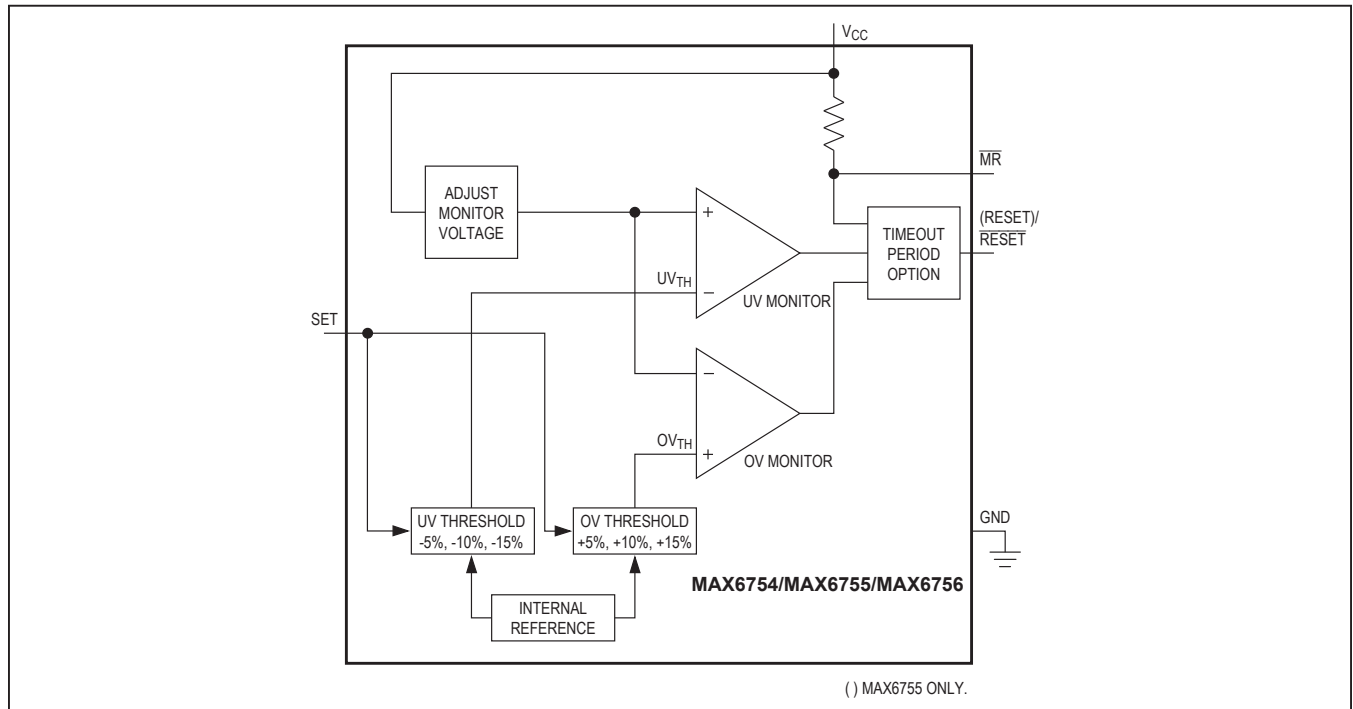 VCC
MR
ADJUST
MONITOR
VOLTAGE
+
(RESET)/
RESET
TIMEOUT
PERIOD
OPTION
UVTH
−
UV MONITOR
SET
−
OVTH
+
OV MONITOR
UV THRESHOLD
-5%, -10%, -15%
OV THRESHOLD
+5%, +10%, +15%
GND
MAX6754/MAX6755/MAX6756
INTERNAL
REFERENCE
( ) MAX6755 ONLY.